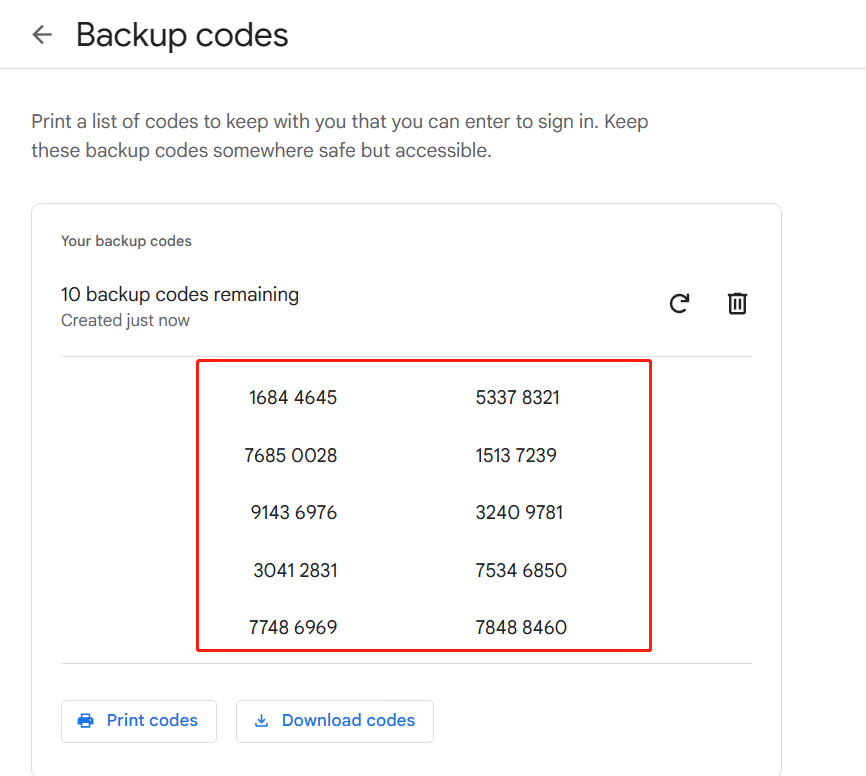 Backup codes
Print a list of codes to keep with you that you can enter to sign in. Keep
these backup codes somewhere safe but accessible.
Your backup codes
10 backup codes remaining
Created just now
1684 4645 5337 8321
7685 0028 1513 7239
9143 6976 3240 9781
3041 2831 7534 6850
7748 6969 7848 8460
Print codes Download codes